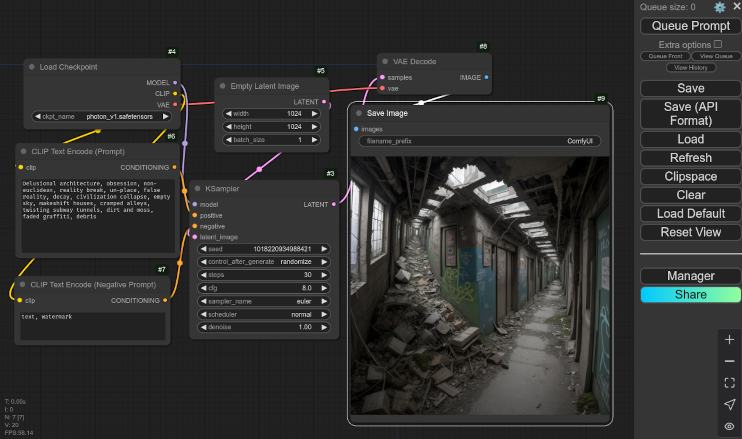 #4
Load Checkpoint
MODEL
CLIP
VAE
ckpt_name photon_v1.safetensors
#6
CLIP Text Encode (Prompt)
clip CONDITIONING
Delusional architecture, obsession, non-
euclidean, reality break, un-place, false
reality, decay, civilization collapse, empty
sky, makeshift houses, cramped alleys,
twisting subway tunnels, dirt and moss,
faded graffiti, debris
#7
CLIP Text Encode (Negative Prompt)
clip CONDITIONING
text, watermark
#5
Empty Latent Image
LATENT
width 1024
height 1024
batch_size 1
#3
KSampler
model LATENT
positive
negative
latent_image
seed 1018220934988421
control_after_generate randomize
steps 30
cfg 8.0
sampler_name euler
scheduler normal
denoise 1.00
#8
VAE Decode
samples IMAGE
vae
#9
Save Image
images
filename_prefix ComfyUI
Queue size: 0
Queue Prompt
Extra options
Queue Front View Queue
View History
Save
Save (API
Format)
Load
Refresh
Clipspace
Clear
Load Default
Reset View
Manager
Share
T: 0.00s
I: 0
N: 7 [7]
V: 20
FPS:58.14